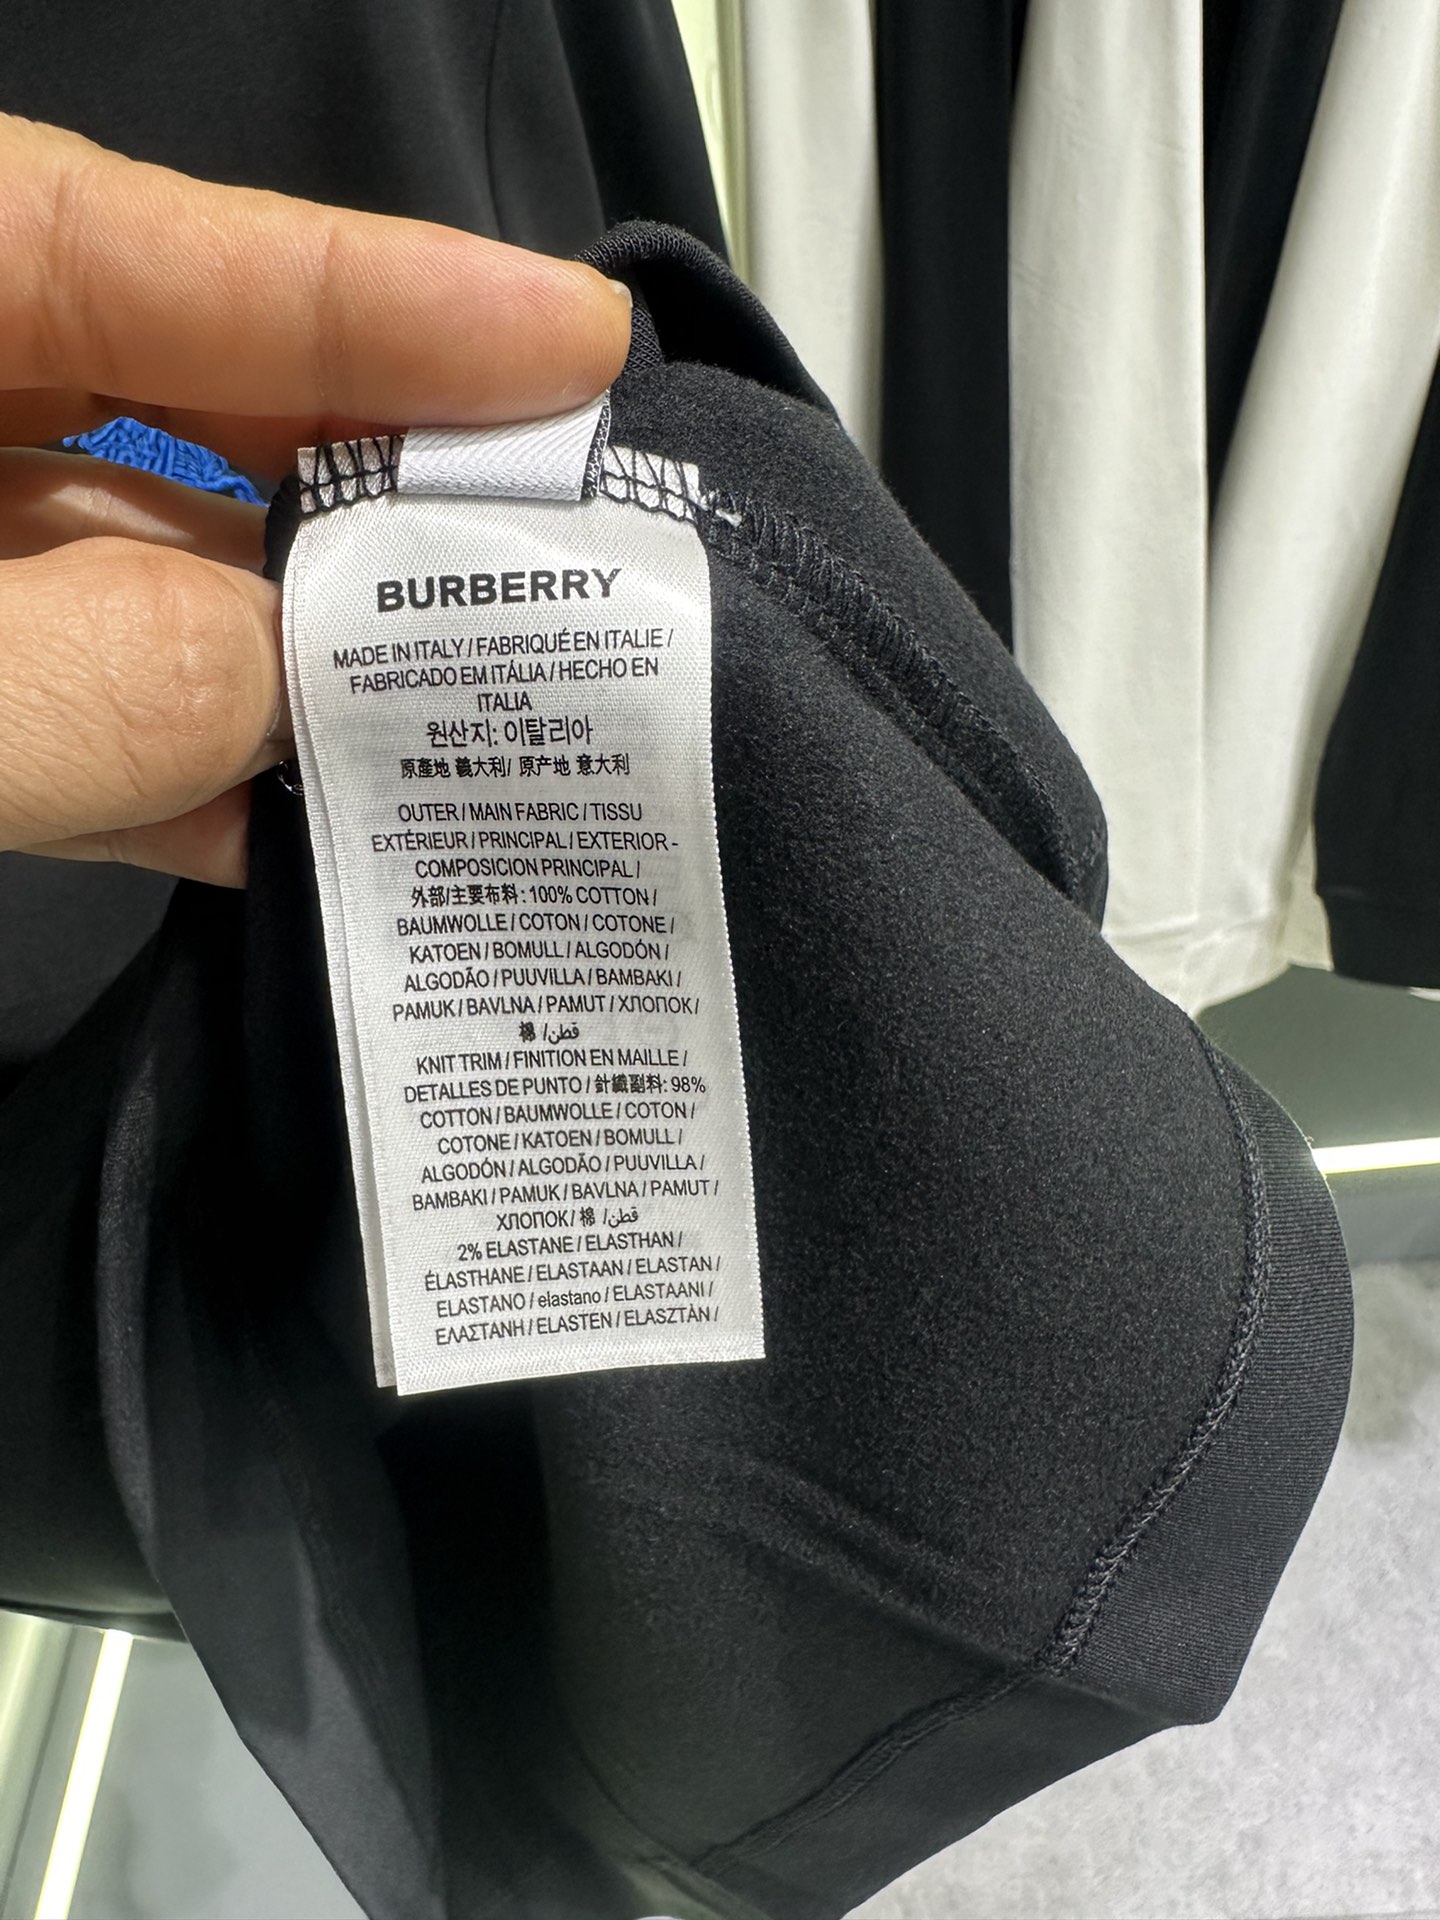 BURBERRY
MADE IN ITALY / FABRIQUÉ EN ITALIE /
FABRICADO EM ITÁLIA / HECHO EN
ITALIA
원산지: 이탈리아
原產地 義大利/ 原产地 意大利
OUTER / MAIN FABRIC / TISSU
EXTÉRIEUR / PRINCIPAL / EXTERIOR -
COMPOSICION PRINCIPAL /
外部/主要布料: 100% COTTON /
BAUMWOLLE / COTON / COTONE /
KATOEN / BOMULL / ALGODÓN /
ALGODÃO / PUUVILLA / BAMBAKI /
PAMUK / BAVLNA / PAMUT / ХЛОПОК /
棉 / قطن
KNIT TRIM / FINITION EN MAILLE /
DETALLES DE PUNTO / 針織副料: 98%
COTTON / BAUMWOLLE / COTON /
COTONE / KATOEN / BOMULL /
ALGODÓN / ALGODÃO / PUUVILLA /
BAMBAKI / PAMUK / BAVLNA / PAMUT /
ХЛОПОК / 棉 / قطن
2% ELASTANE / ELASTHAN /
ÉLASTHANE / ELASTAAN / ELASTAN /
ELASTANO / elastano / ELASTAANI /
ΕΛΑΣΤΑΝΗ / ELASTEN / ELASZTÁN /